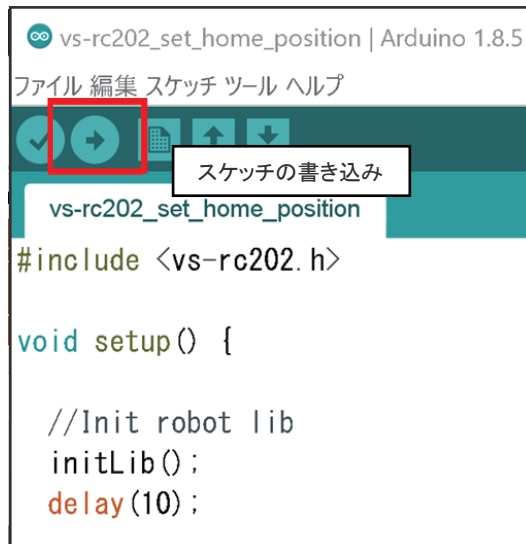 vs-rc202_set_home_position | Arduino 1.8.5
ファイル 編集 スケッチ ツール ヘルプ
スケッチの書き込み
vs-rc202_set_home_position
#include <vs-rc202.h>
void setup() {
//Init robot lib
initLib();
delay(10);